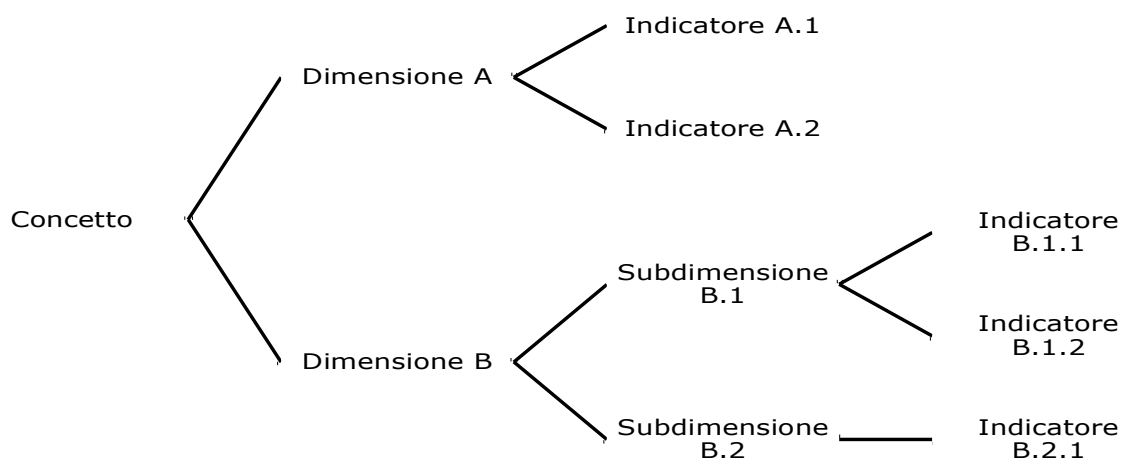 Indicatore A.1
Dimensione A
Indicatore A.2
Concetto
Indicatore
B.1.1
Subdimensione
B.1
Indicatore
B.1.2
Dimensione B
Subdimensione
B.2
Indicatore
B.2.1